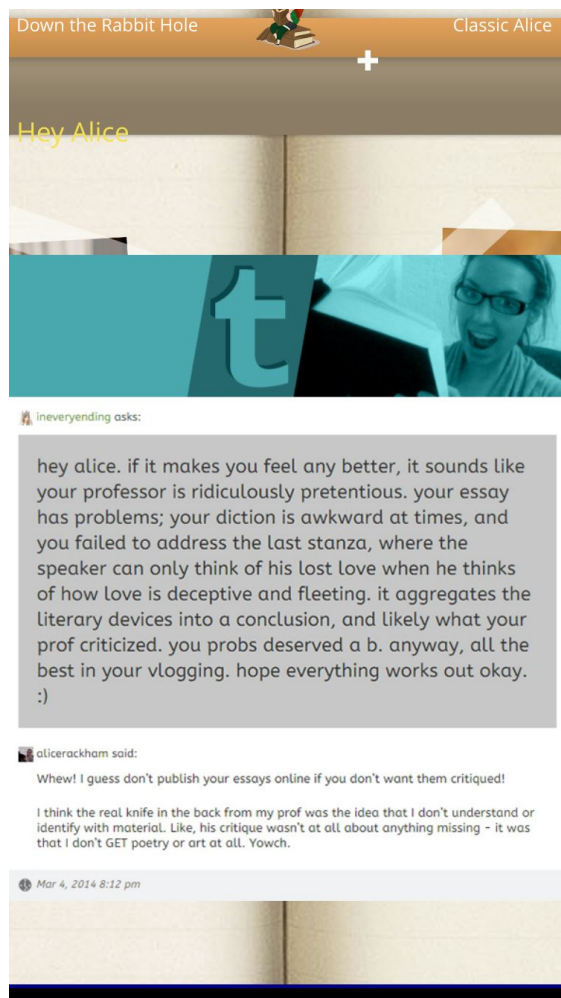 Down the Rabbit Hole
Classic Alice
Hey Alice
t
ineveryending asks:
hey alice. if it makes you feel any better, it sounds like
your professor is ridiculously pretentious. your essay
has problems; your diction is awkward at times, and
you failed to address the last stanza, where the
speaker can only think of his lost love when he thinks
of how love is deceptive and fleeting. it aggregates the
literary devices into a conclusion, and likely what your
prof criticized. you probs deserved a b. anyway, all the
best in your vlogging. hope everything works out okay.
:)
alicerackham said:
Whew! I guess don't publish your essays online if you don't want them critiqued!
I think the real knife in the back from my prof was the idea that I don't understand or
identify with material. Like, his critique wasn't at all about anything missing - it was
that I don't GET poetry or art at all. Yowch.
Mar 4, 2014 8:12 pm